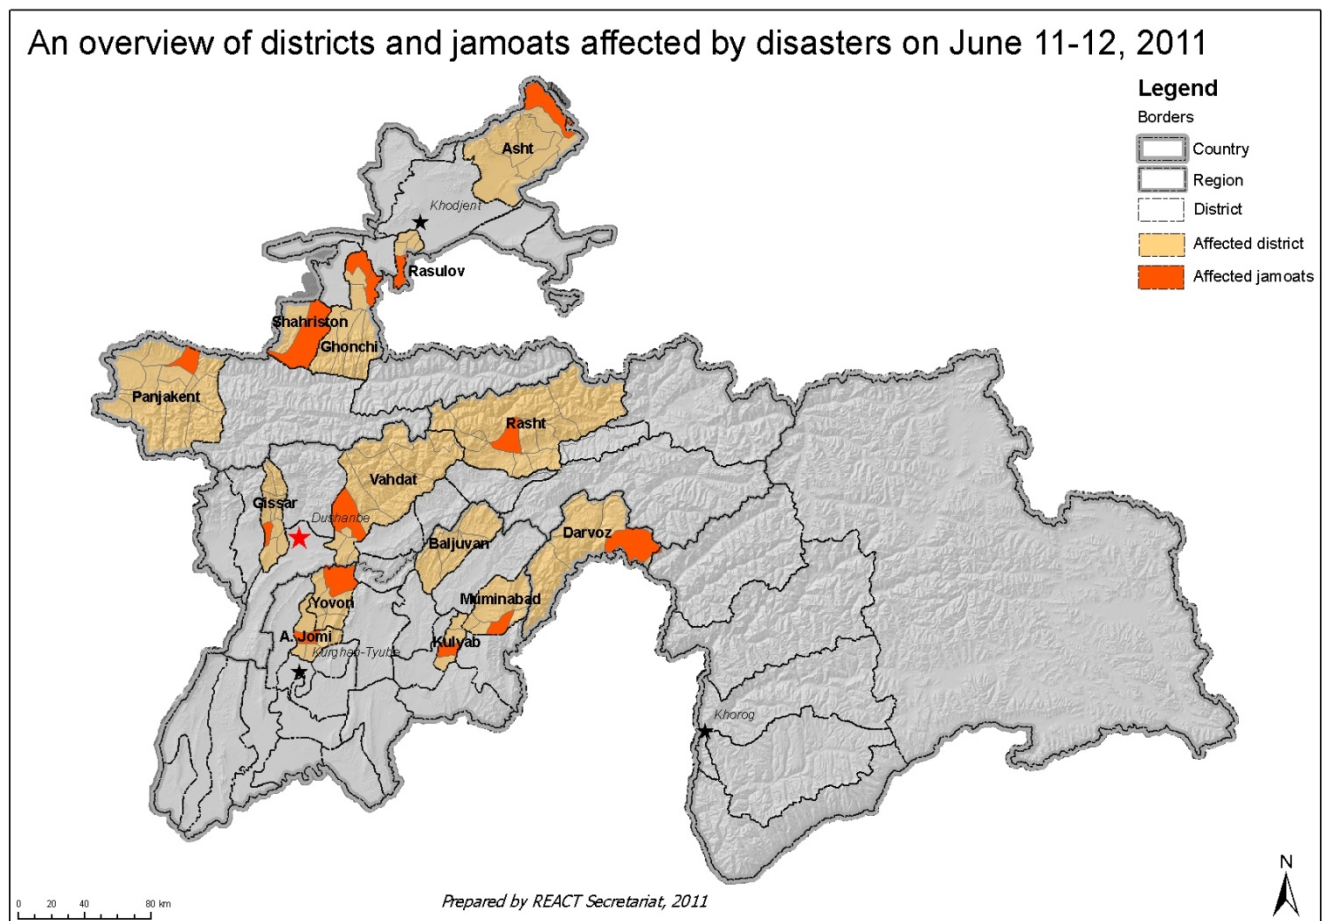 An overview of districts and jamoats affected by disasters on June 11-12, 2011
Legend
Borders
Country
Region
District
Affected district
Affected jamoats
Asht
Khodjent
Rasulov
Shahriston
Ghonchi
Panjakent
Rasht
Vahdat
Gissar
Dushanbe
Darvoz
Baljuvan
Muminabad
Yovon
A. Jomi
Kulyab
Kurghan-Tyube
Khorog
N
0 20 40 80 km
Prepared by REACT Secretariat, 2011